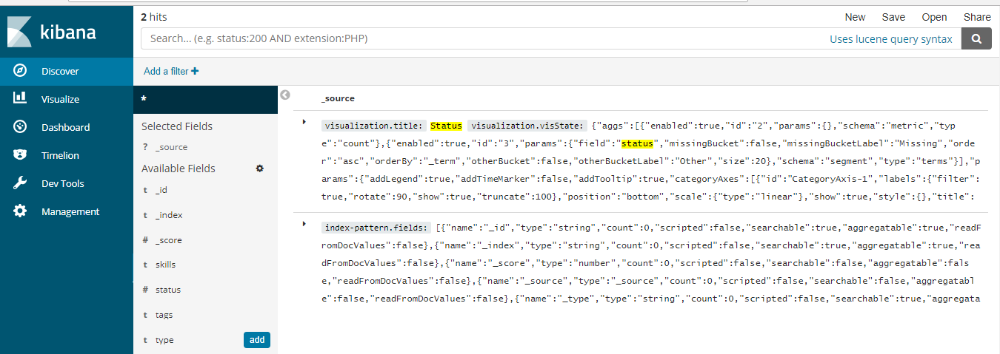 2 hits
New Save Open Share
kibana
Search... (e.g. status:200 AND extension:PHP)
Uses lucene query syntax
Discover
Visualize
Dashboard
Timelion
Dev Tools
Management
Add a filter +
*
Selected Fields
? _source
Available Fields
t _id
t _index
# _score
t skills
# status
t tags
t type add
_source
visualization.title: Status visualization.visState: {"aggs":[{"enabled":true,"id":"2","params":{},"schema":"metric","typ
e":"count"},{"enabled":true,"id":"3","params":{"field":"status","missingBucket":false,"missingBucketLabel":"Missing","orde
r":"asc","orderBy":"_term","otherBucket":false,"otherBucketLabel":"Other","size":20},"schema":"segment","type":"terms"}],"p
arams":{"addLegend":true,"addTimeMarker":false,"addTooltip":true,"categoryAxes":[{"id":"CategoryAxis-1","labels":{"filter":
true,"rotate":90,"show":true,"truncate":100},"position":"bottom","scale":{"type":"linear"},"show":true,"style":{},"title":
index-pattern.fields: [{"name":"_id","type":"string","count":0,"scripted":false,"searchable":true,"aggregatable":true,"readF
romDocValues":false},{"name":"_index","type":"string","count":0,"scripted":false,"searchable":true,"aggregatable":true,"rea
dFromDocValues":false},{"name":"_score","type":"number","count":0,"scripted":false,"searchable":false,"aggregatable":fals
e,"readFromDocValues":false},{"name":"_source","type":"_source","count":0,"scripted":false,"searchable":false,"aggregatabl
e":false,"readFromDocValues":false},{"name":"_type","type":"string","count":0,"scripted":false,"searchable":true,"aggregata